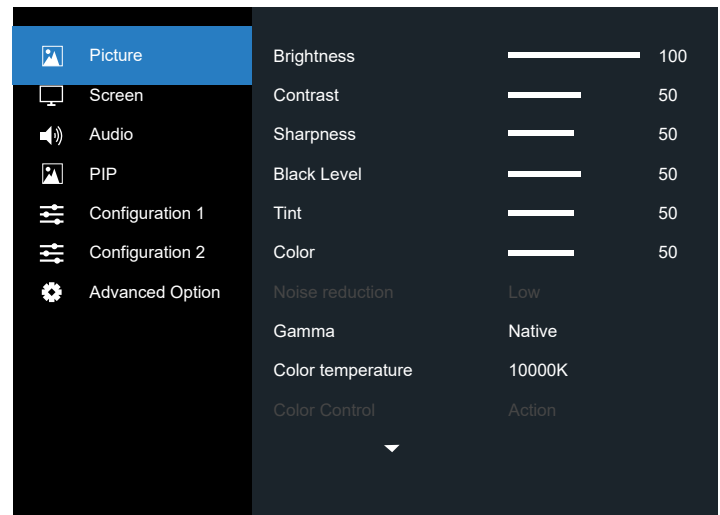 Picture
Screen
Audio
PIP
Configuration 1
Configuration 2
Advanced Option
Brightness 100
Contrast 50
Sharpness 50
Black Level 50
Tint 50
Color 50
Noise reduction Low
Gamma Native
Color temperature 10000K
Color Control Action